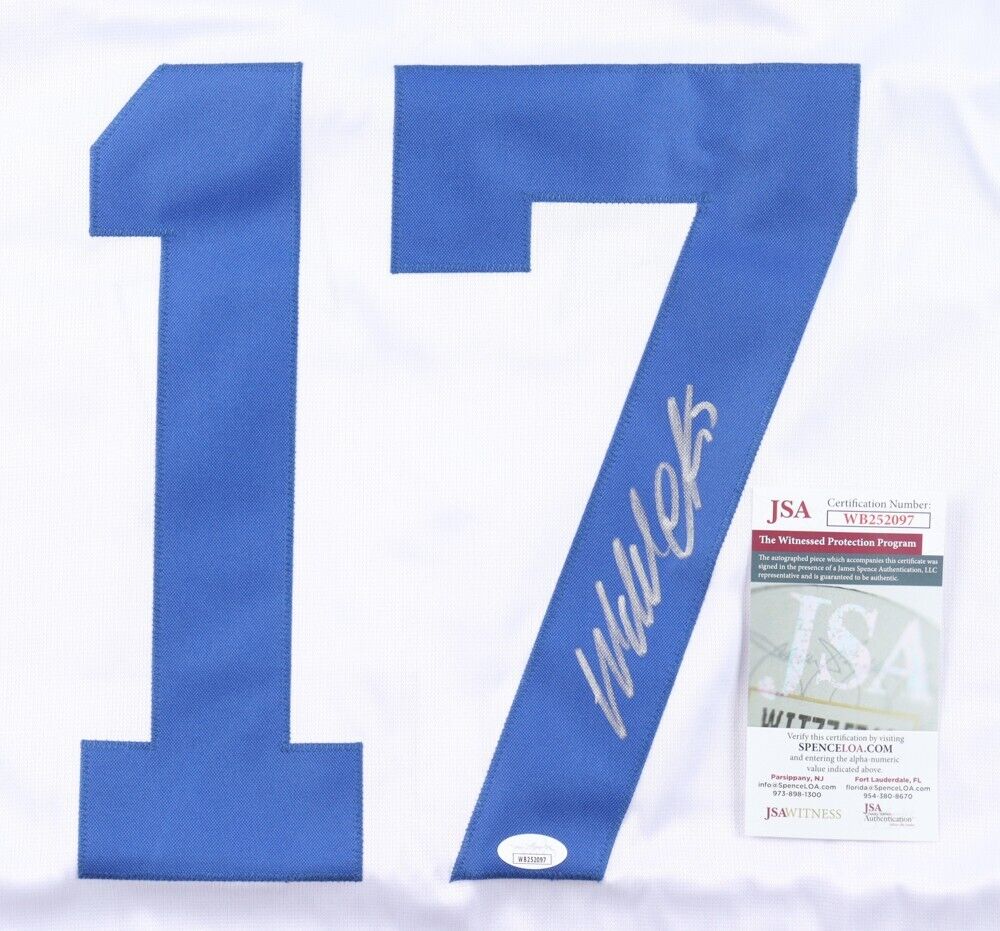 17
JSA
Certification Number:
WB252097
The Witnessed Protection Program
The autographed piece which accompanies this certificate was
signed in the presence of a James Spence Authentication, LLC
representative and is guaranteed to be authentic.
JSA
Verify this certification by visiting
SPENCELOA.COM
and entering the alpha-numeric
value indicated above.
Parsippany, NJ
info@SpenceLOA.com
973-898-1300
Fort Lauderdale, FL
florida@SpenceLOA.com
954-380-8670
JSAWITNESS
JSA
Authentication
WB252097